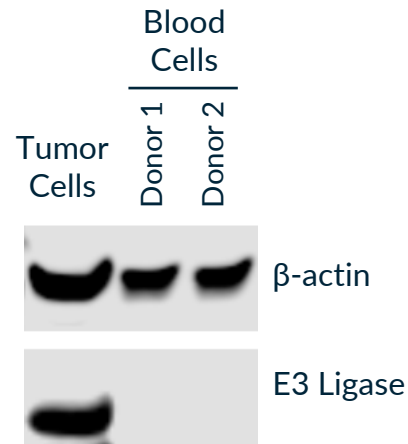 Blood
Cells
Tumor
Cells
Donor 1
Donor 2
β-actin
E3 Ligase